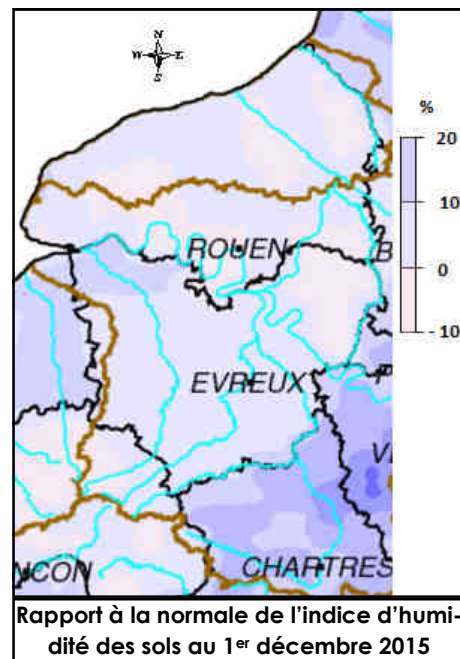 N
W E
S
%
20
10
0
- 10
ROUEN
B
EVREUX
P
V
NCON
CHARTRES
Rapport à la normale de l'indice d'humi-
dité des sols au 1er décembre 2015